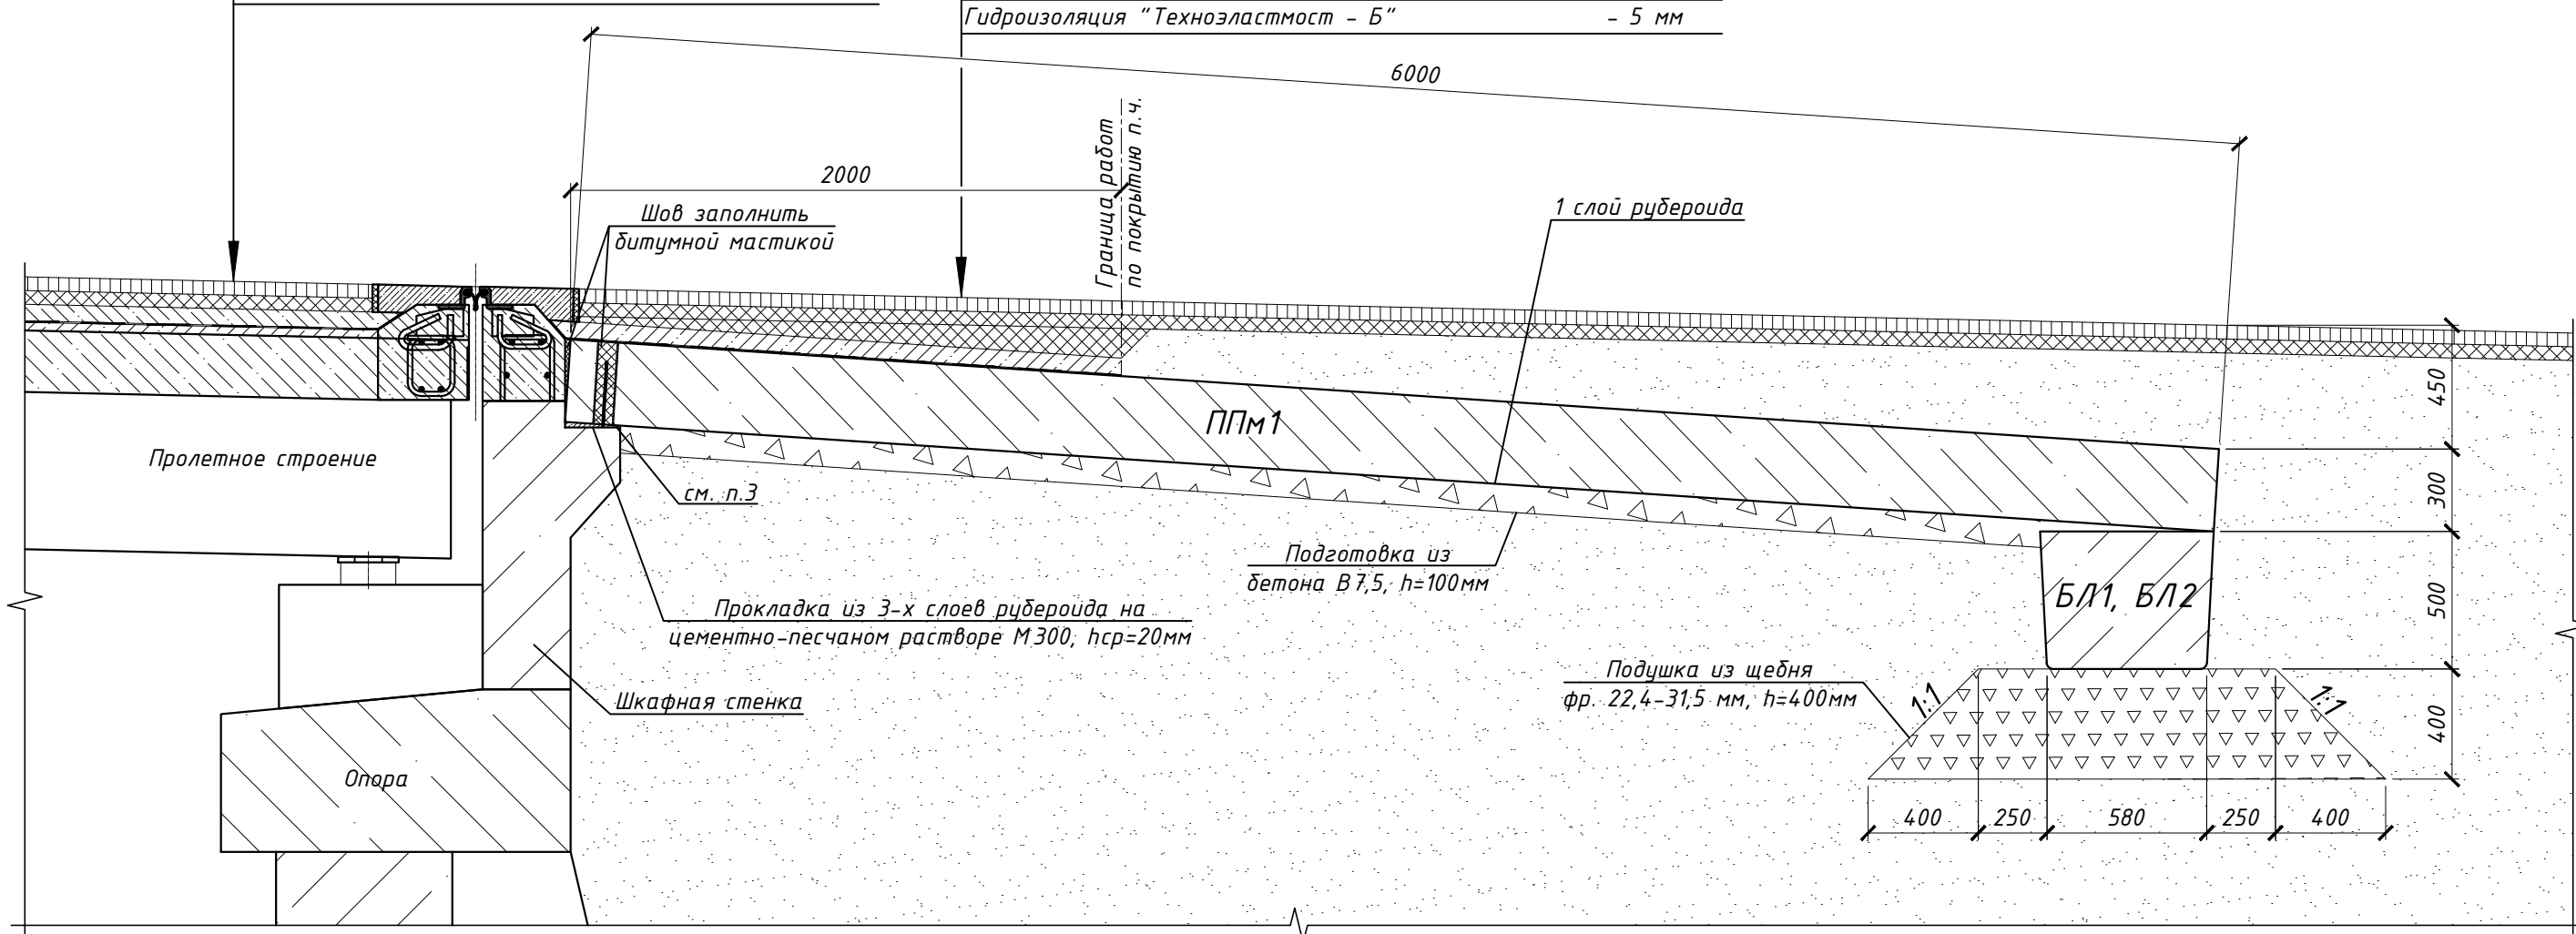 Гидроизоляция "Техноэластмост - Б" - 5 мм
6000
2000
Граница работ
по покрытию п.ч.
Шов заполнить
битумной мастикой
1 слой рубероида
450
ППм1
Пролетное строение
см. п.3
300
Подготовка из
бетона В7,5, h=100мм
БЛ1, БЛ2
500
Прокладка из 3-х слоев рубероида на
цементно-песчаном растворе М300, hср=20мм
Подушка из щебня
фр. 22,4-31,5 мм, h=400мм
Шкафная стенка
1:1
1:1
400
Опора
400
250
580
250
400